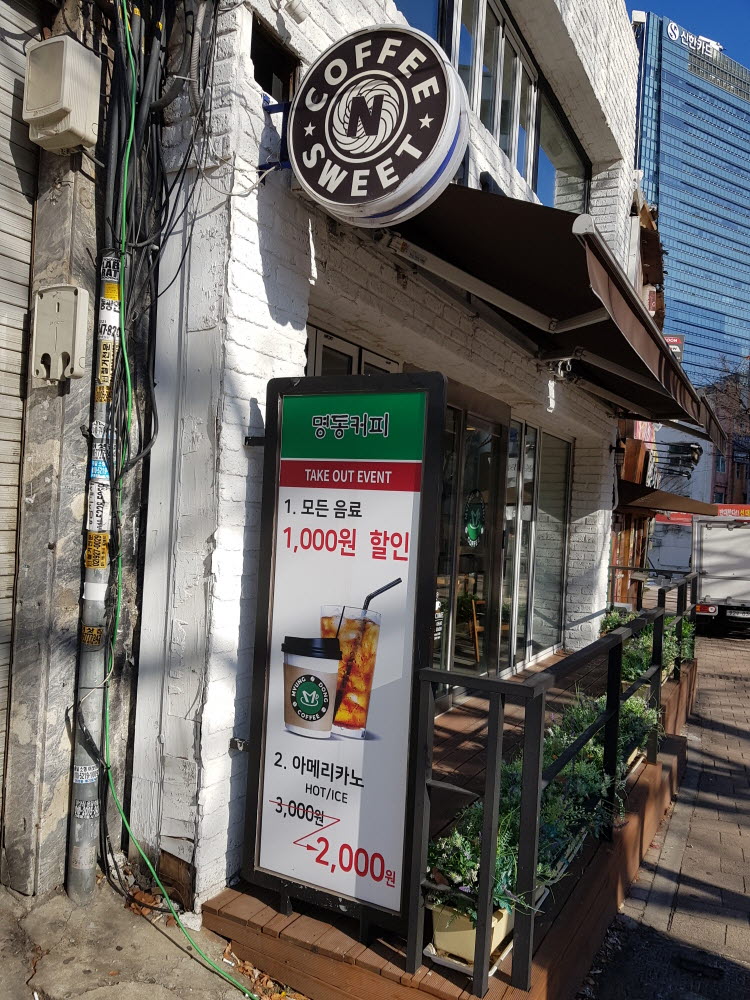 COFFEE
N
SWEET
신한카드
명동커피
TAKE OUT EVENT
1. 모든 음료
1,000원 할인
MYUNG DONG
COFFEE
2. 아메리카노
HOT/ICE
3,000원
2,000원